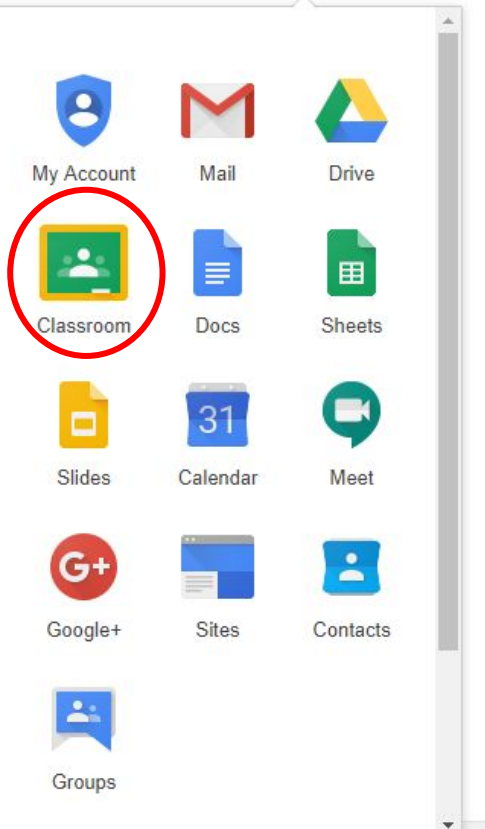 My Account Mail Drive
Classroom Docs Sheets
31
Slides Calendar Meet
G+
Google+ Sites Contacts
Groups